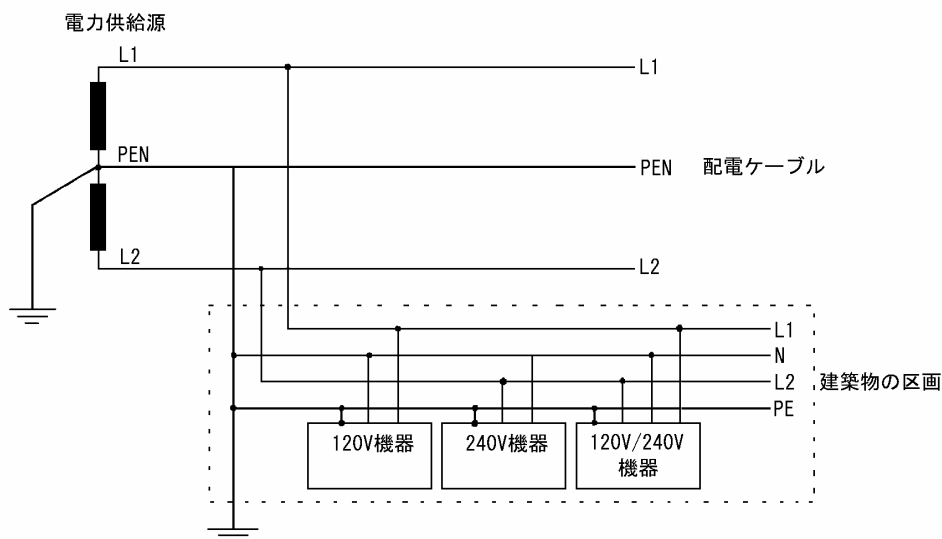 電力供給源
L1
L1
PEN
PEN 配電ケーブル
L2
L2
L1
N
L2
建築物の区画
PE
120V機器
240V機器
120V/240V
機器